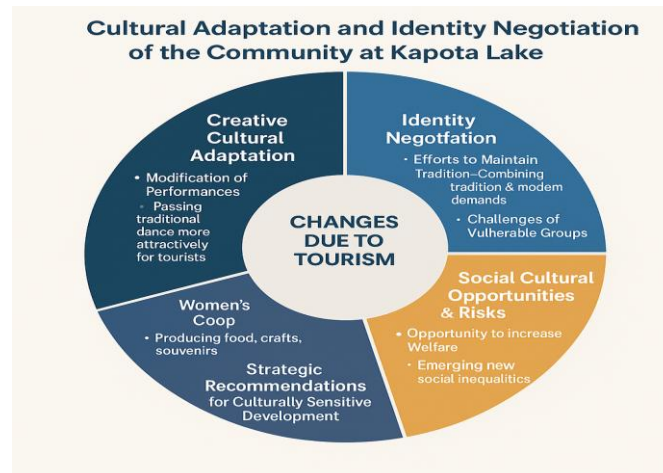 Cultural Adaptation and Identity Negotiation
of the Community at Kapota Lake
Creative
Cultural
Adaptation
• Modification of
Performances
• Passing
traditional
dance more
attractively
for tourists
Identity
Negotfation
• Efforts to Maintain
Tradition–Combining
tradition & modem
demands
• Challenges of
Vulherable Groups
CHANGES
DUE TO
TOURISM
Social Cultural
Opportunities
& Risks
• Opportunity to increase
Welfare
• Emerging new
social inequalitics
Women's
Coop
• Producing food, crafts,
souvenirs
Strategic
Recommendations
for Culturally Sensitive
Development